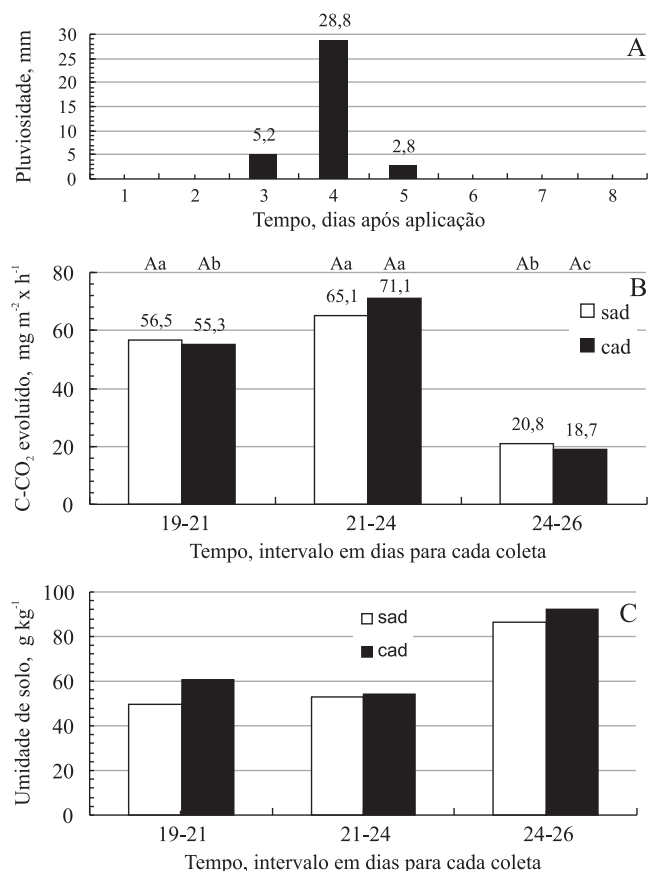 A
Pluviosidade, mm
30
25
20
15
10
5
0
5,2
28,8
2,8
1 2 3 4 5 6 7 8
Tempo, dias após aplicação
B
C-CO₂ evoluído, mg m⁻² x h⁻¹
80
60
40
20
0
Aa Ab Aa Aa Ab Ac
56,5 55,3 65,1 71,1 20,8 18,7
sad
cad
19-21 21-24 24-26
Tempo, intervalo em dias para cada coleta
C
Umidade de solo, g kg⁻¹
100
80
60
40
20
0
sad
cad
19-21 21-24 24-26
Tempo, intervalo em dias para cada coleta